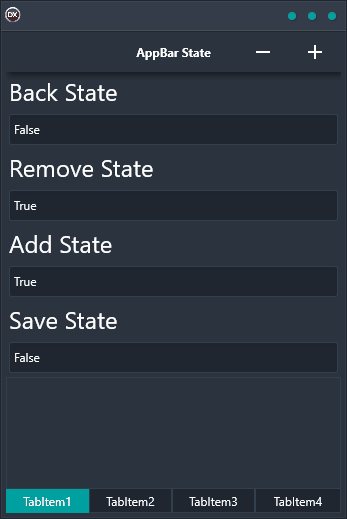 DX
AppBar State
Back State
False
Remove State
True
Add State
True
Save State
False
TabItem1 TabItem2 TabItem3 TabItem4